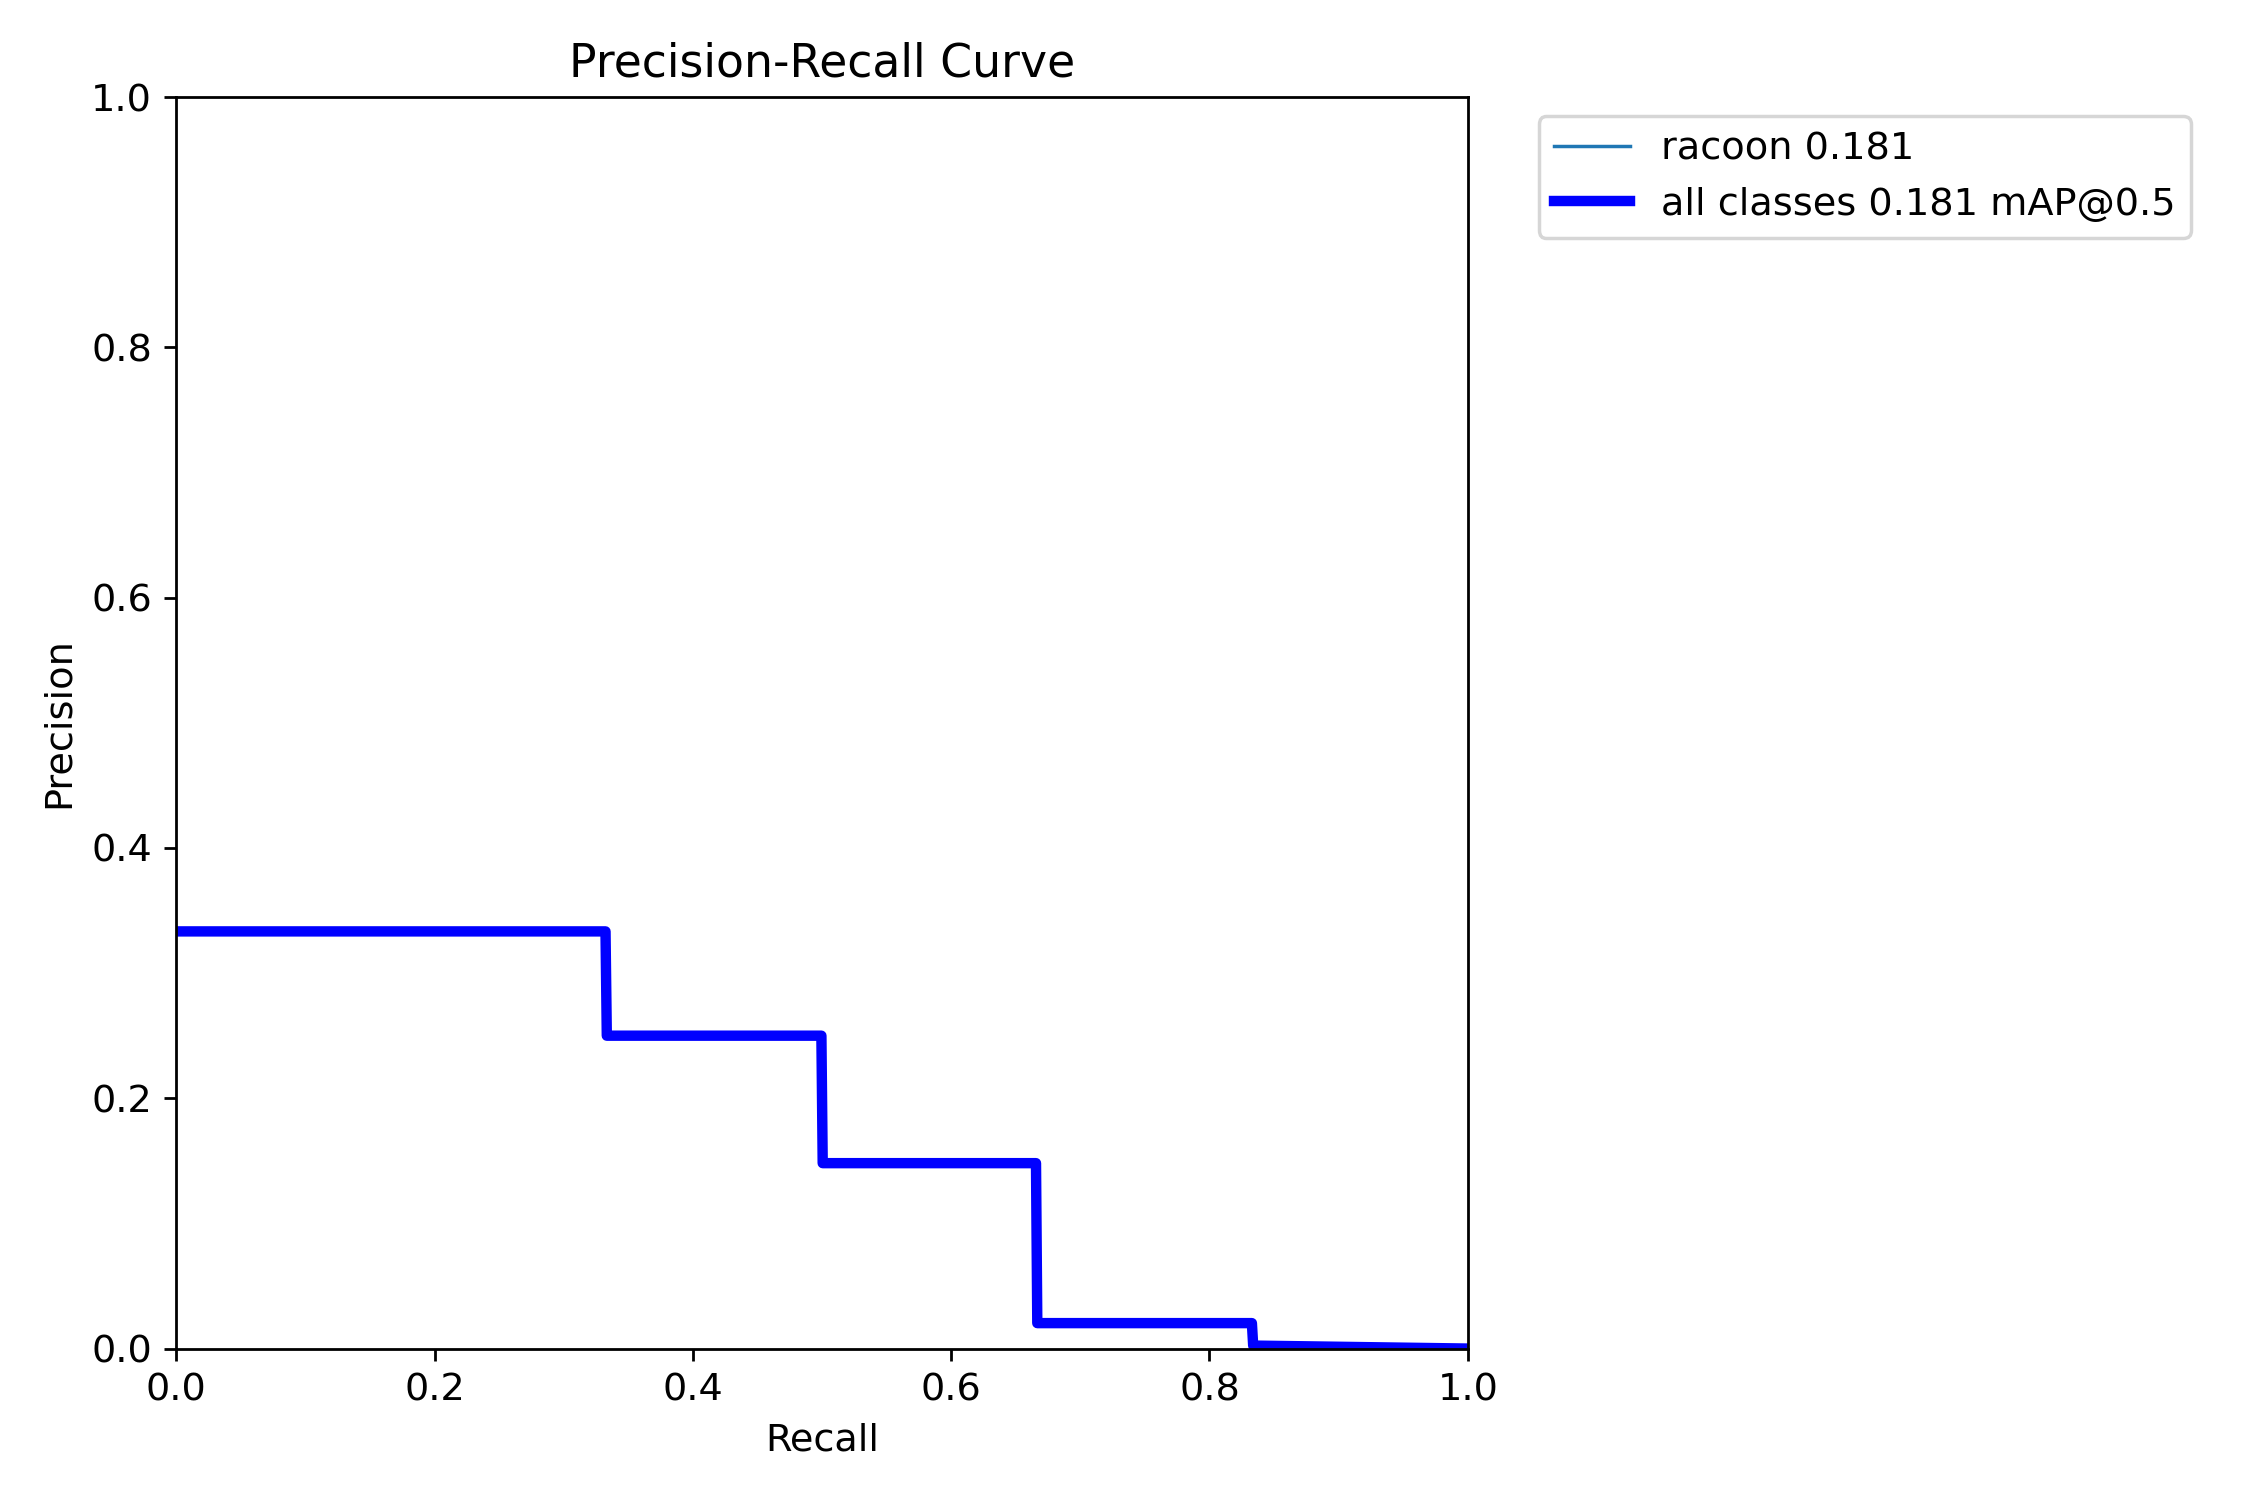 Precision-Recall Curve
1.0
0.8
0.6
0.4
0.2
0.0
Precision
0.0 0.2 0.4 0.6 0.8 1.0
Recall
racoon 0.181
all classes 0.181 mAP@0.5